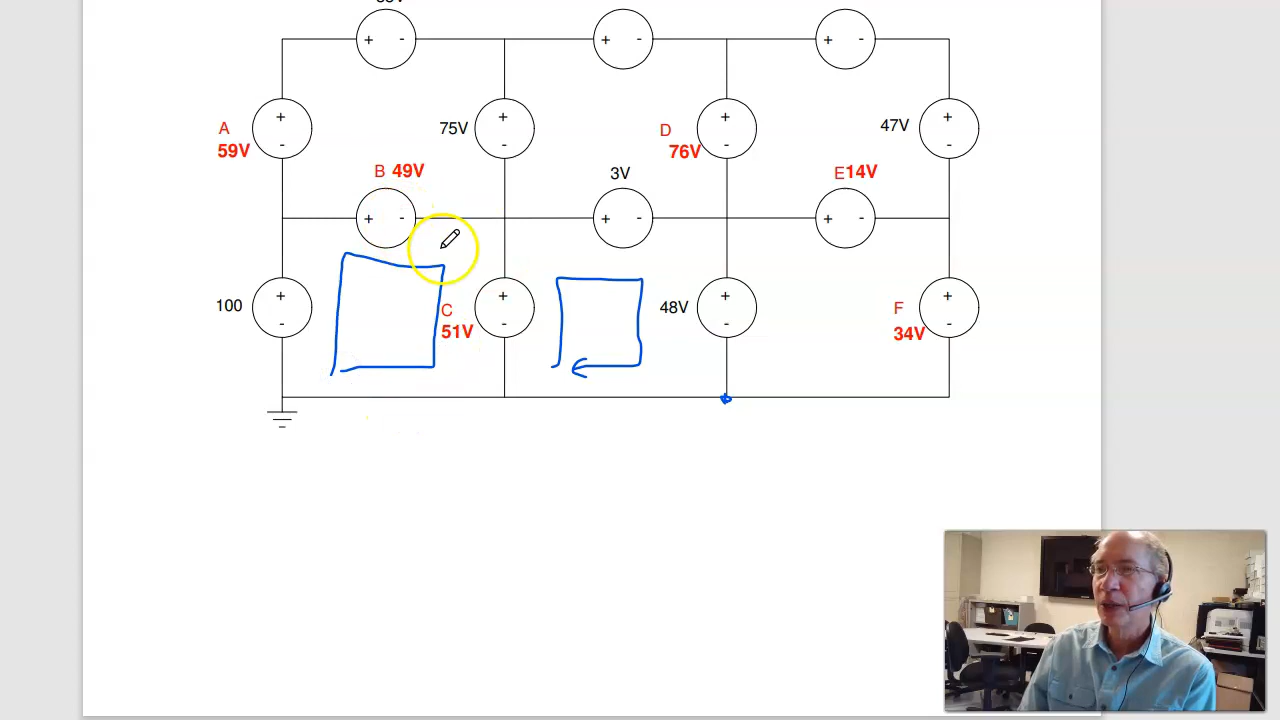 + - + - + -
A 59V + - 75V + - D 76V + - 47V + -
B 49V 3V E14V
+ - + - + -
100 + - C 51V + - 48V + - F 34V + -